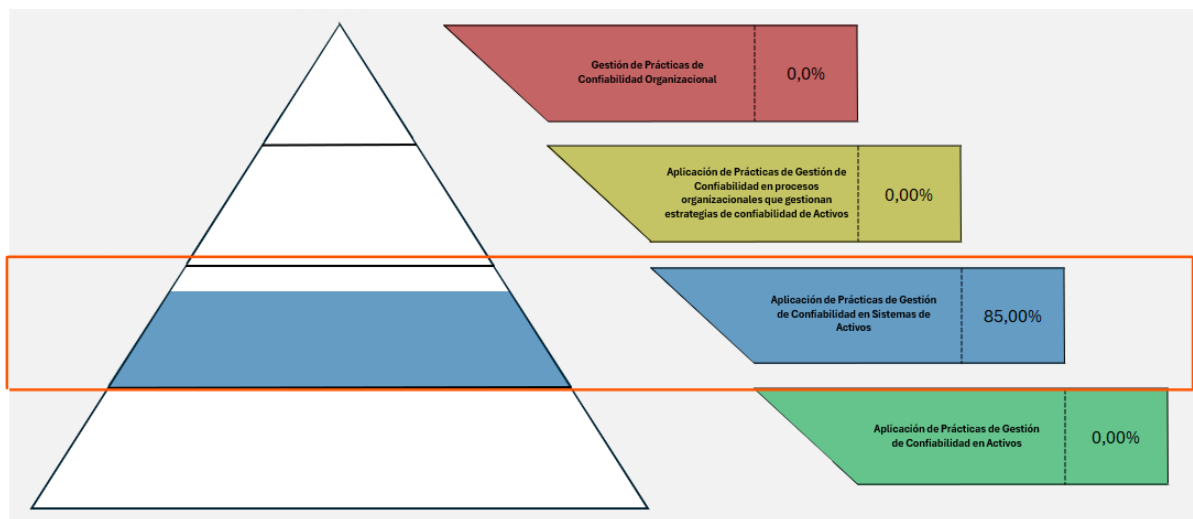 Gestión de Prácticas de
Confiabilidad Organizacional
0,0%
Aplicación de Prácticas de Gestión de
Confiabilidad en procesos
organizacionales que gestionan
estrategias de confiabilidad de Activos
0,00%
Aplicación de Prácticas de Gestión
de Confiabilidad en Sistemas de
Activos
85,00%
Aplicación de Prácticas de Gestión
de Confiabilidad en Activos
0,00%